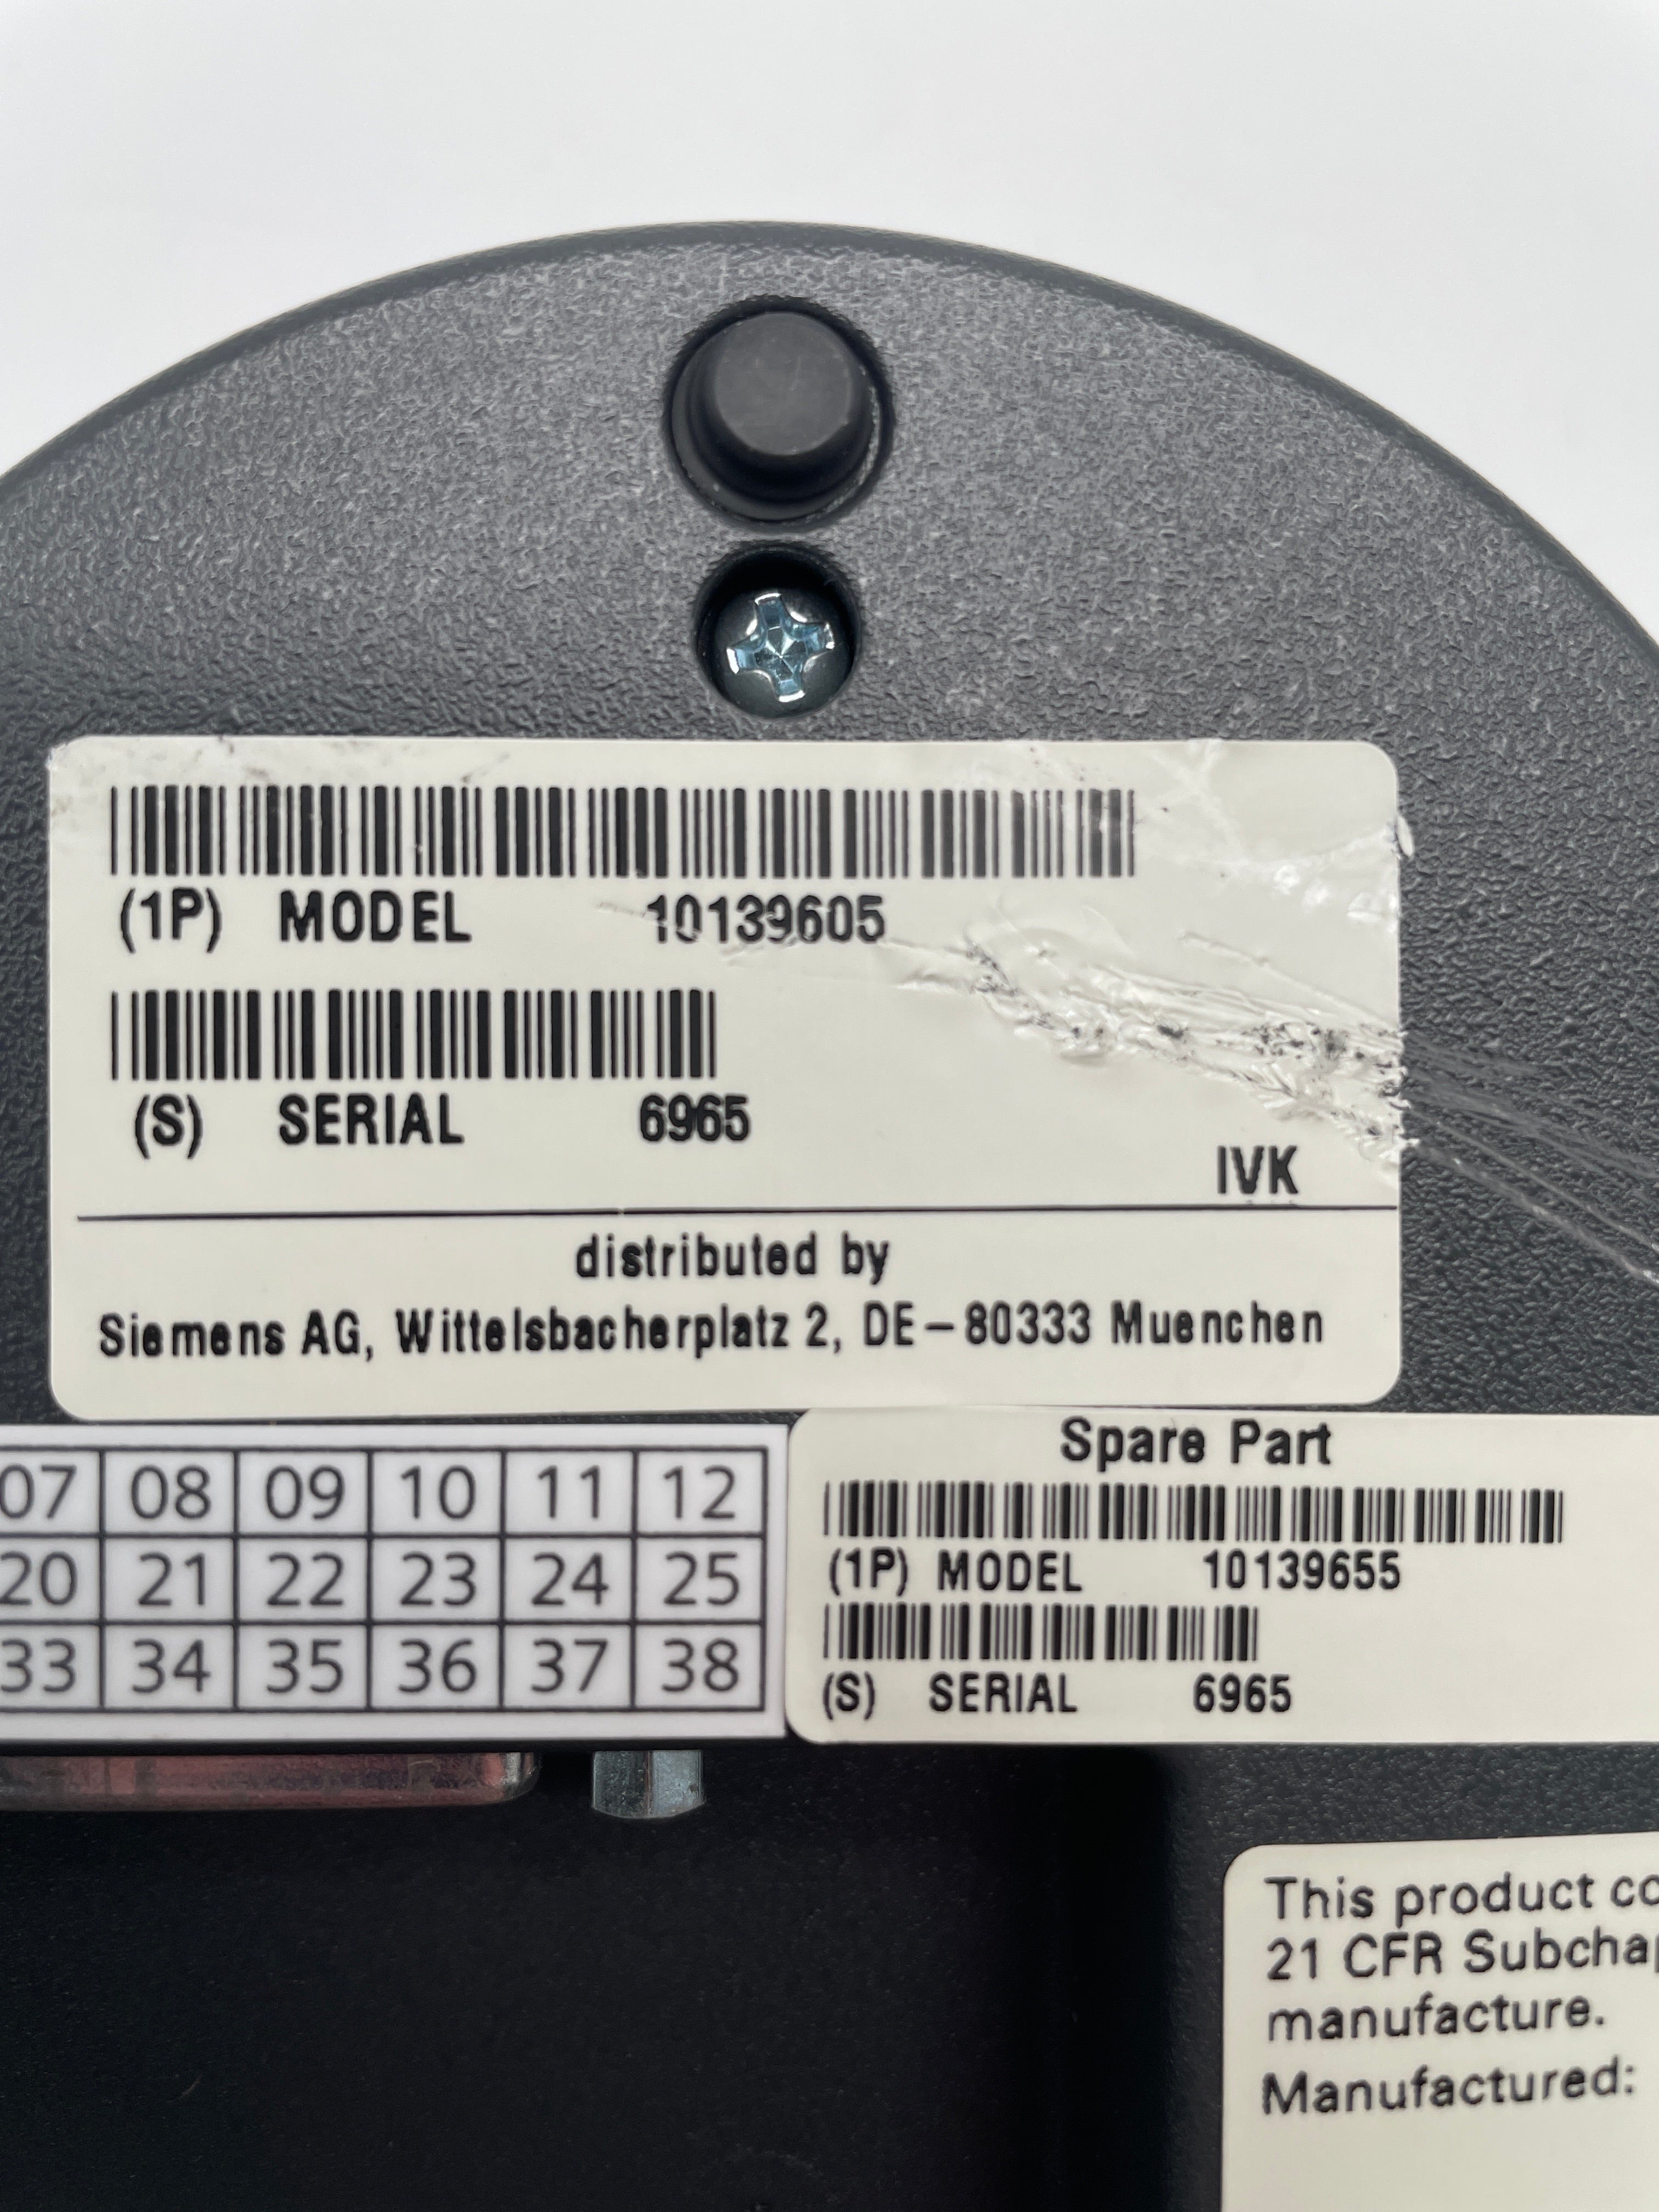 (1P) MODEL 10139605
(S) SERIAL 6965
IVK
distributed by
Siemens AG, Wittelsbacherplatz 2, DE-80333 Muenchen
07 08 09 10 11 12
20 21 22 23 24 25
33 34 35 36 37 38
Spare Part
(1P) MODEL 10139655
(S) SERIAL 6965
This product
21 CFR
manufacture.
Manufactured: